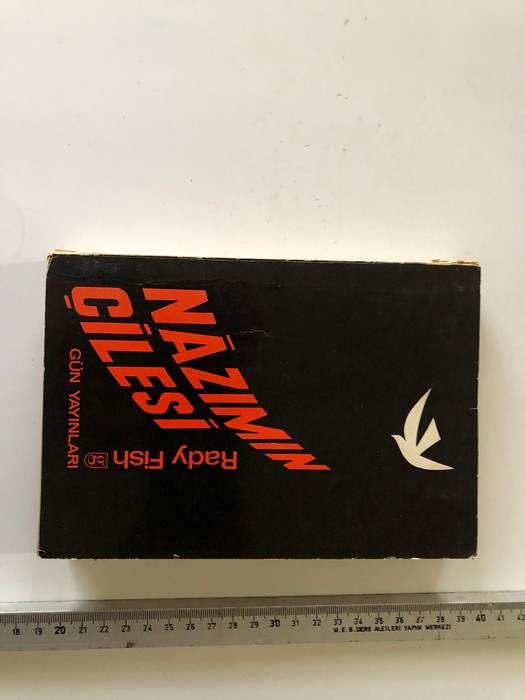 NÂZIMIN
ÇİLESİ
Rady Fish
GÜN YAYINLARI
18 19 20 21 22 23 24 25 26 27 28 29 30 31 32 33 34 35 36 37 38 39 40 41 42
M.E.B. DERS ALETLERİ YAPIM MERKEZİ